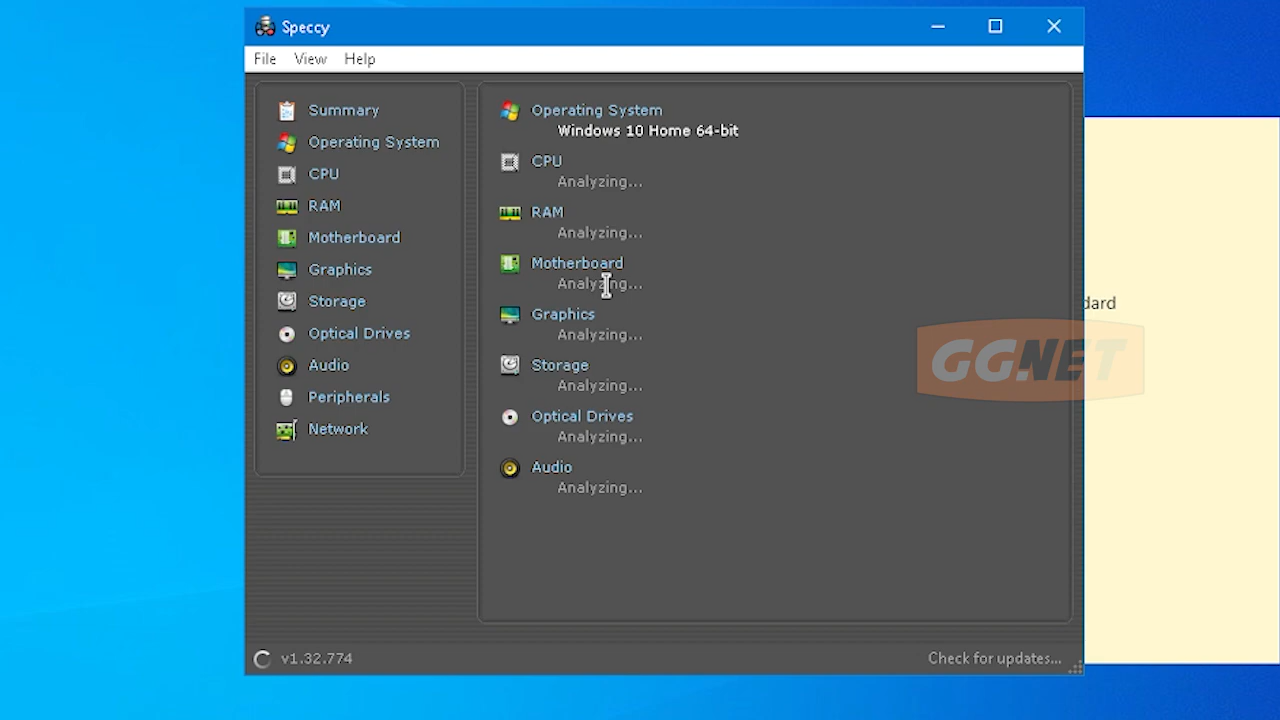 Speccy
File View Help
Summary
Operating System
CPU
RAM
Motherboard
Graphics
Storage
Optical Drives
Audio
Peripherals
Network
Operating System
Windows 10 Home 64-bit
CPU
Analyzing...
RAM
Analyzing...
Motherboard
Analyzing...
Graphics
Analyzing...
Storage
Analyzing...
Optical Drives
Analyzing...
Audio
Analyzing...
dard
GG.NET
v1.32.774
Check for updates...